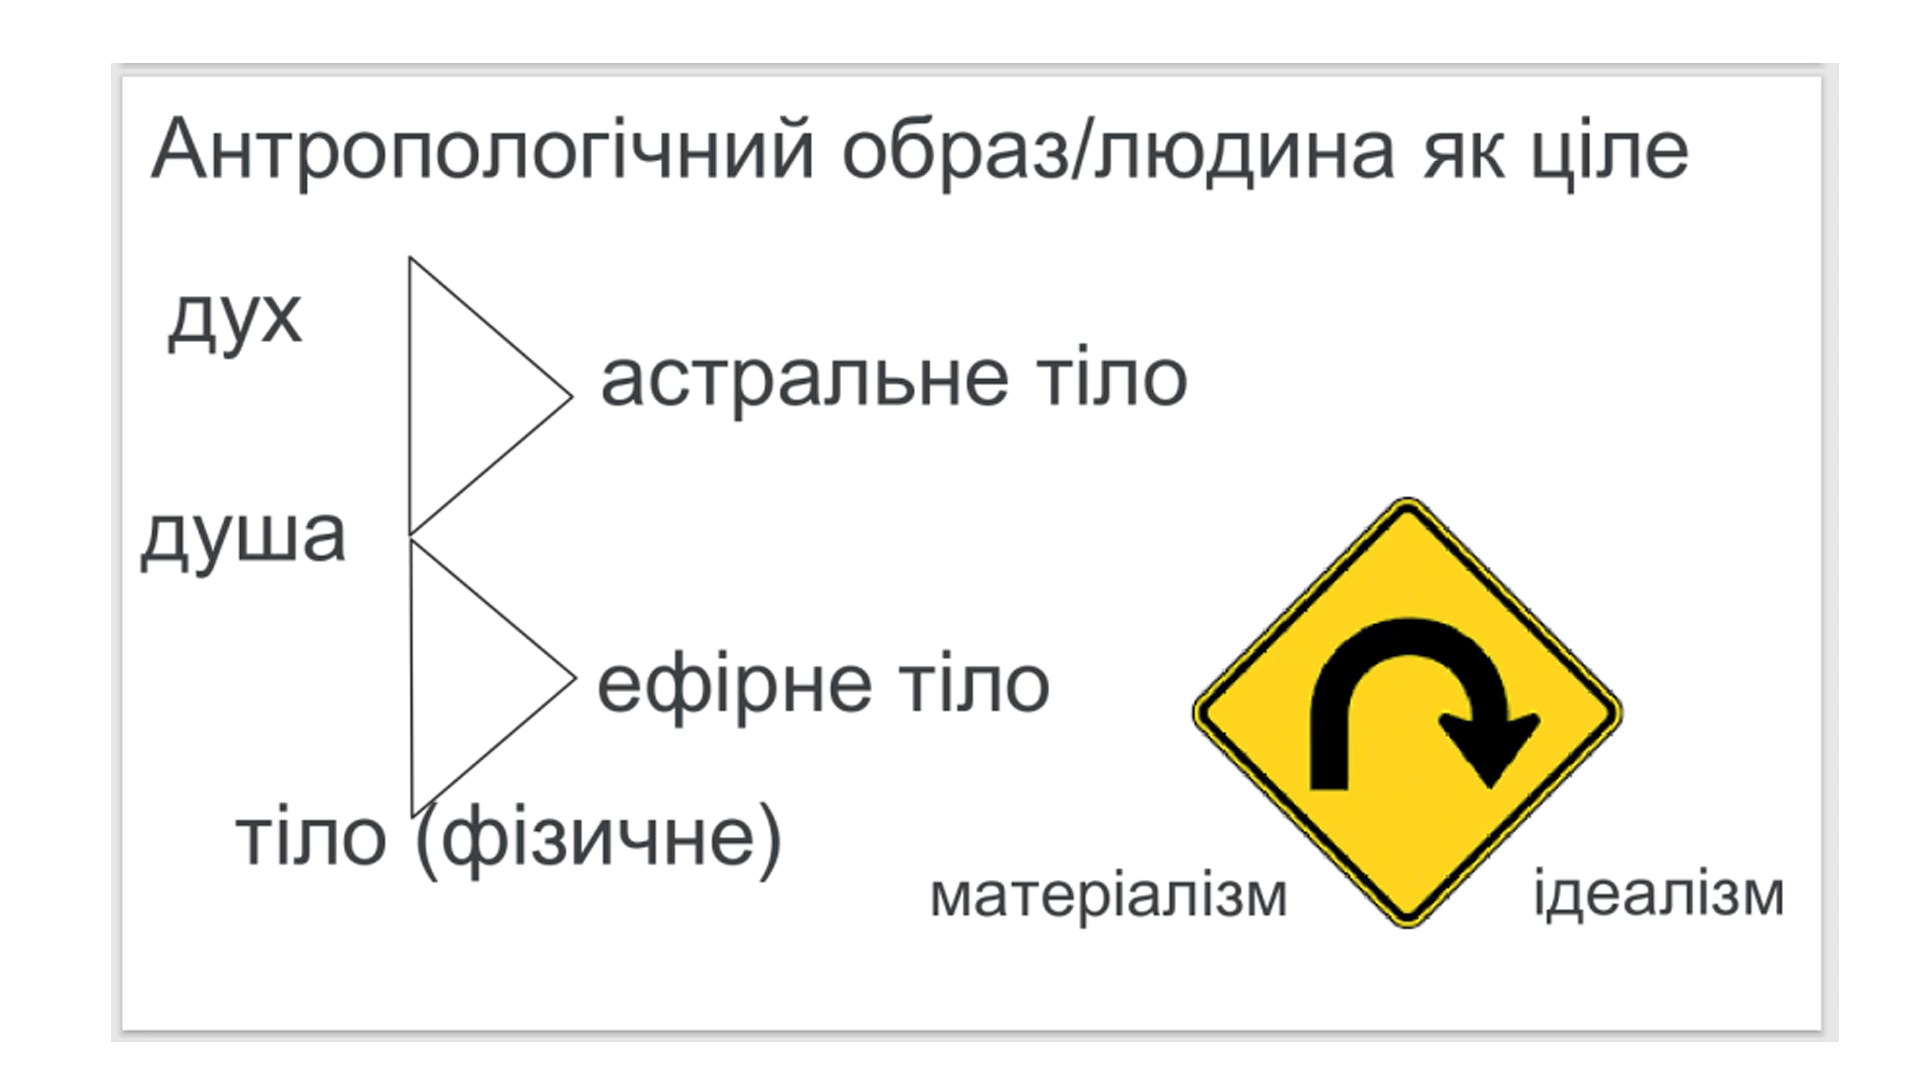 Антропологічний образ/людина як ціле
дух
астральне тіло
душа
ефірне тіло
тіло (фізичне)
матеріалізм
ідеалізм